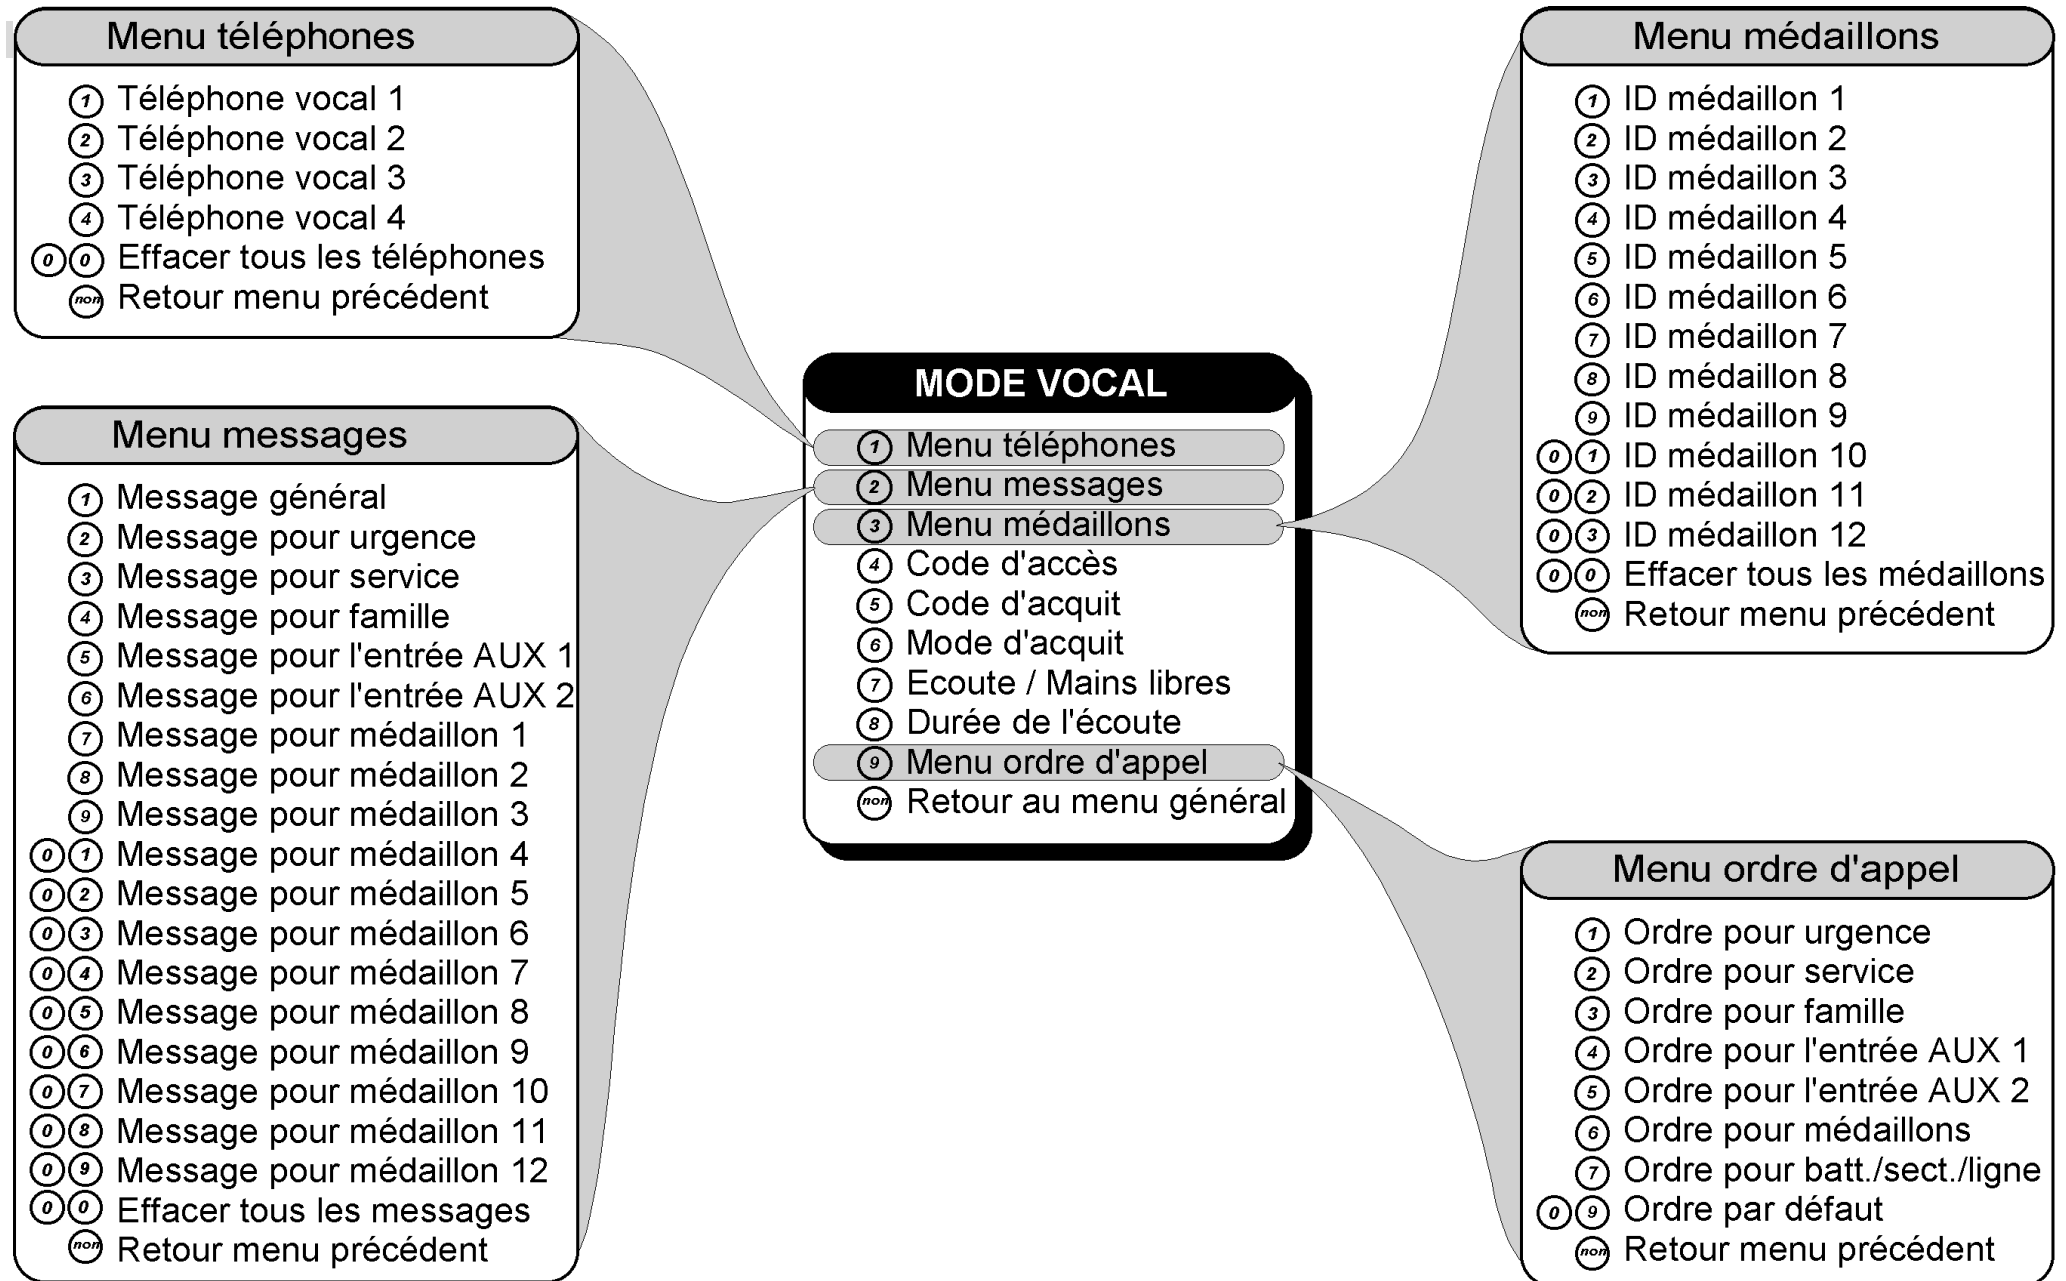 Menu téléphones
1 Téléphone vocal 1
2 Téléphone vocal 2
3 Téléphone vocal 3
4 Téléphone vocal 4
0 0 Effacer tous les téléphones
non Retour menu précédent
Menu messages
1 Message général
2 Message pour urgence
3 Message pour service
4 Message pour famille
5 Message pour l'entrée AUX 1
6 Message pour l'entrée AUX 2
7 Message pour médaillon 1
8 Message pour médaillon 2
9 Message pour médaillon 3
0 1 Message pour médaillon 4
0 2 Message pour médaillon 5
0 3 Message pour médaillon 6
0 4 Message pour médaillon 7
0 5 Message pour médaillon 8
0 6 Message pour médaillon 9
0 7 Message pour médaillon 10
0 8 Message pour médaillon 11
0 9 Message pour médaillon 12
0 0 Effacer tous les messages
non Retour menu précédent
MODE VOCAL
1 Menu téléphones
2 Menu messages
3 Menu médaillons
4 Code d'accès
5 Code d'acquit
6 Mode d'acquit
7 Ecoute / Mains libres
8 Durée de l'écoute
9 Menu ordre d'appel
non Retour au menu général
Menu médaillons
1 ID médaillon 1
2 ID médaillon 2
3 ID médaillon 3
4 ID médaillon 4
5 ID médaillon 5
6 ID médaillon 6
7 ID médaillon 7
8 ID médaillon 8
9 ID médaillon 9
0 1 ID médaillon 10
0 2 ID médaillon 11
0 3 ID médaillon 12
0 0 Effacer tous les médaillons
non Retour menu précédent
Menu ordre d'appel
1 Ordre pour urgence
2 Ordre pour service
3 Ordre pour famille
4 Ordre pour l'entrée AUX 1
5 Ordre pour l'entrée AUX 2
6 Ordre pour médaillons
7 Ordre pour batt./sect./ligne
0 9 Ordre par défaut
non Retour menu précédent